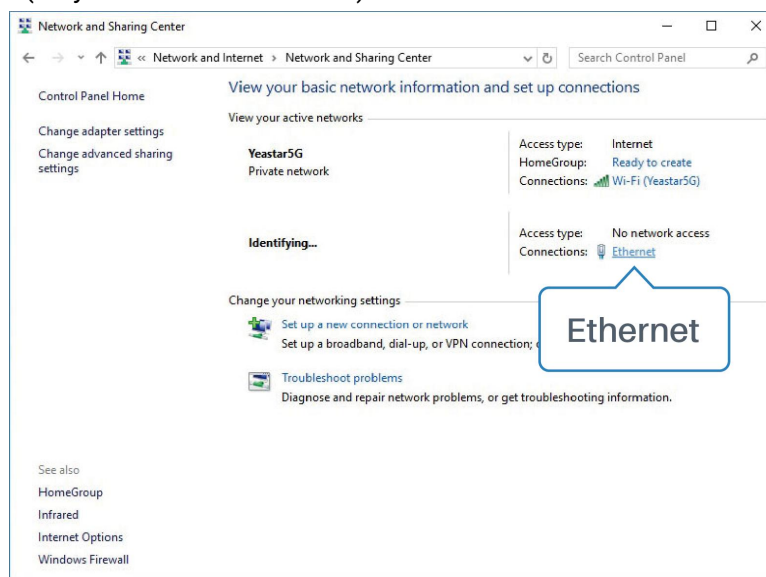 Network and Sharing Center
« Network and Internet › Network and Sharing Center
Search Control Panel
Control Panel Home
Change adapter settings
Change advanced sharing
settings
View your basic network information and set up connections
View your active networks
Yeastar5G
Private network
Access type: Internet
HomeGroup: Ready to create
Connections: Wi-Fi (Yeastar5G)
Identifying...
Access type: No network access
Connections: Ethernet
Ethernet
Change your networking settings
Set up a new connection or network
Set up a broadband, dial-up, or VPN connection;
Troubleshoot problems
Diagnose and repair network problems, or get troubleshooting information.
See also
HomeGroup
Infrared
Internet Options
Windows Firewall